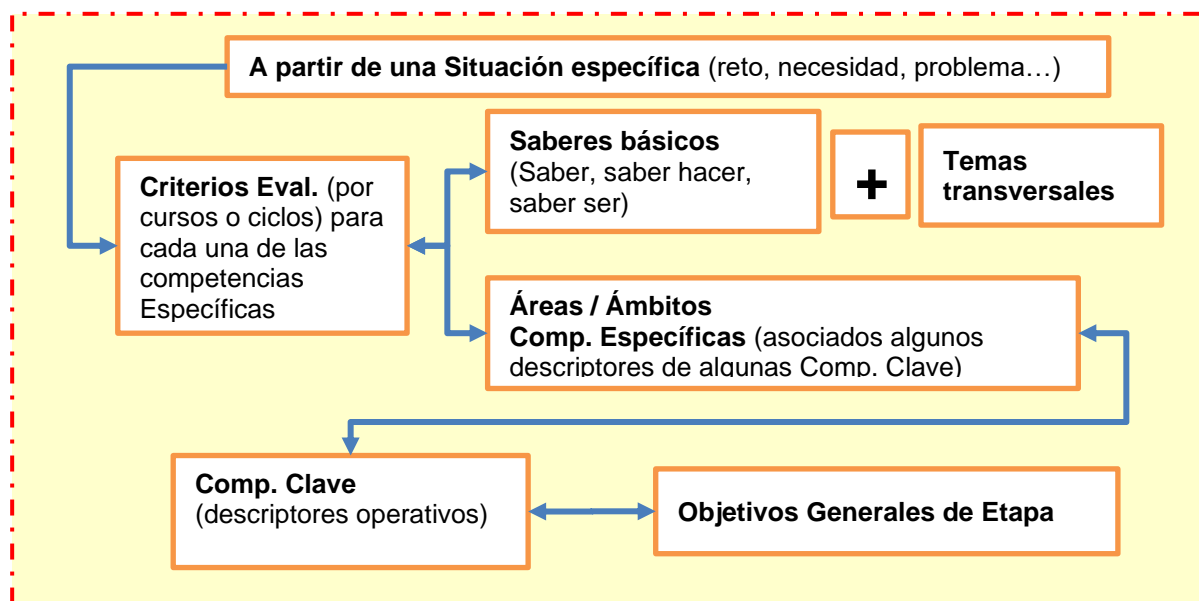 A partir de una Situación específica (reto, necesidad, problema…)
Saberes básicos
(Saber, saber hacer,
saber ser)
+
Temas
transversales
Criterios Eval. (por
cursos o ciclos) para
cada una de las
competencias
Específicas
Áreas / Ámbitos
Comp. Específicas (asociados algunos
descriptores de algunas Comp. Clave)
Comp. Clave
(descriptores operativos)
Objetivos Generales de Etapa